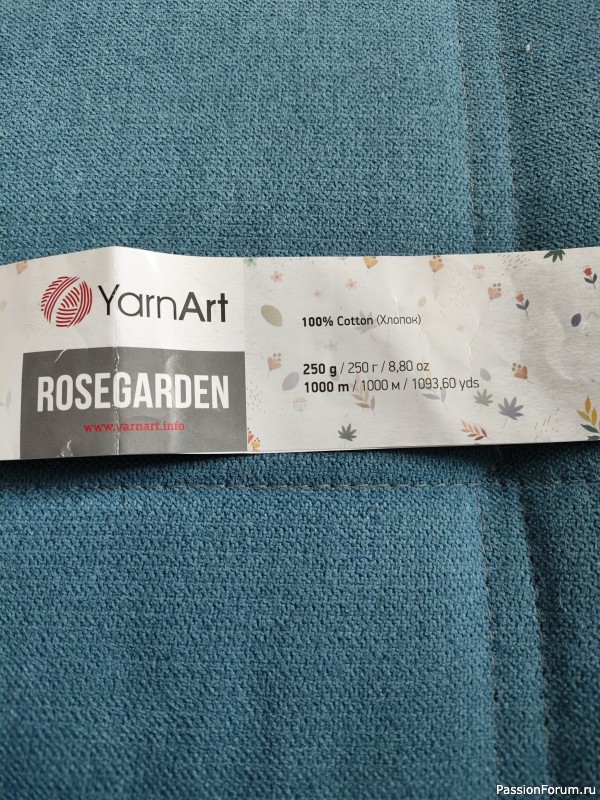 YarnArt
ROSEGARDEN
www.yarnart.info
100% Cotton (Хлопок)
250 g / 250 г / 8,80 oz
1000 m / 1000 м / 1093,60 yds
PassionForum.ru